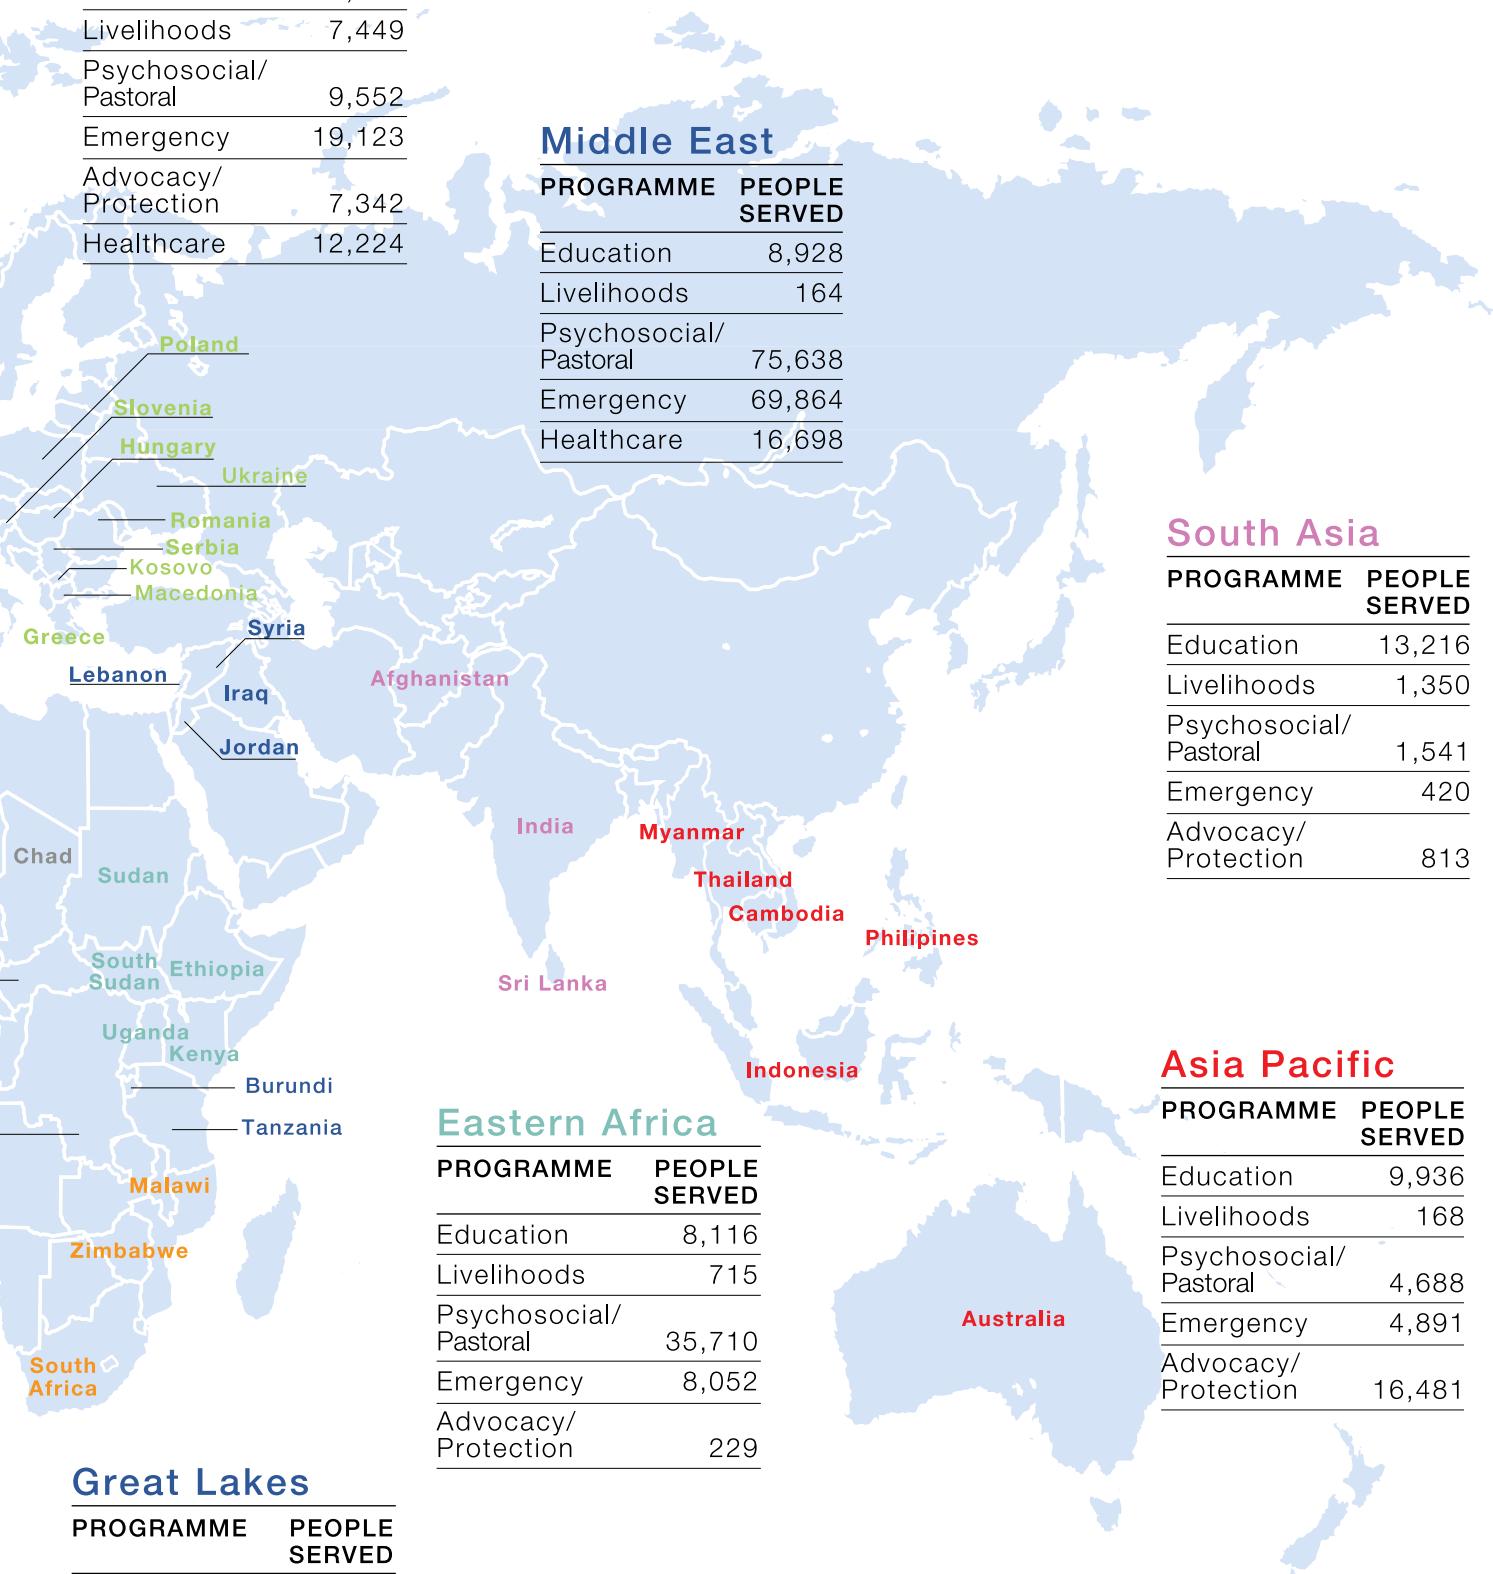 Livelihoods 7,449
Psychosocial/
Pastoral 9,552
Emergency 19,123
Advocacy/
Protection 7,342
Healthcare 12,224
Middle East
PROGRAMME PEOPLE
SERVED
Education 8,928
Livelihoods 164
Psychosocial/
Pastoral 75,638
Emergency 69,864
Healthcare 16,698
Poland
Slovenia
Hungary
Ukraine
Romania
Serbia
Kosovo
Macedonia
Greece
Syria
Lebanon
Iraq
Jordan
Afghanistan
India
Sri Lanka
South Asia
PROGRAMME PEOPLE
SERVED
Education 13,216
Livelihoods 1,350
Psychosocial/
Pastoral 1,541
Emergency 420
Advocacy/
Protection 813
Myanmar
Thailand
Cambodia
Philipines
Indonesia
Australia
Chad
Sudan
South
Sudan
Ethiopia
Uganda
Kenya
Burundi
Tanzania
Malawi
Zimbabwe
South
Africa
Eastern Africa
PROGRAMME PEOPLE
SERVED
Education 8,116
Livelihoods 715
Psychosocial/
Pastoral 35,710
Emergency 8,052
Advocacy/
Protection 229
Asia Pacific
PROGRAMME PEOPLE
SERVED
Education 9,936
Livelihoods 168
Psychosocial/
Pastoral 4,688
Emergency 4,891
Advocacy/
Protection 16,481
Great Lakes
PROGRAMME PEOPLE
SERVED